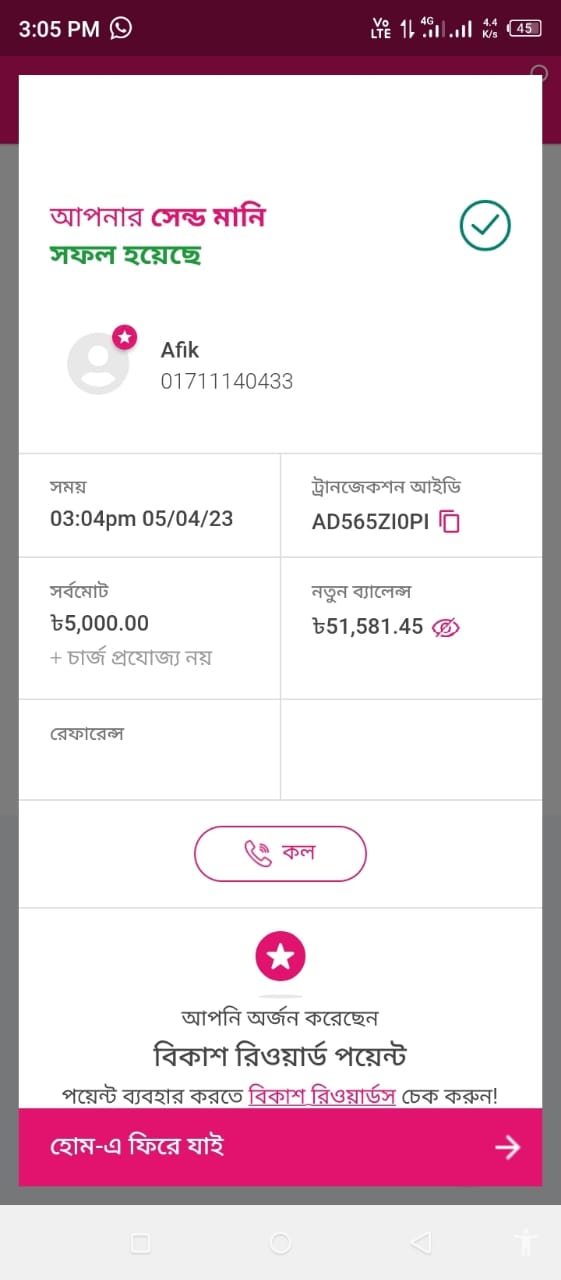 3:05 PM
Vo LTE 4G 4.4 K/s 45
আপনার সেন্ড মানি
সফল হয়েছে
Afik
01711140433
সময়
03:04pm 05/04/23
ট্রানজেকশন আইডি
AD565ZI0PI
সর্বমোট
৳5,000.00
+ চার্জ প্রযোজ্য নয়
নতুন ব্যালেন্স
৳51,581.45
রেফারেন্স
কল
আপনি অর্জন করেছেন
বিকাশ রিওয়ার্ড পয়েন্ট
পয়েন্ট ব্যবহার করতে বিকাশ রিওয়ার্ডস চেক করুন!
হোম-এ ফিরে যাই